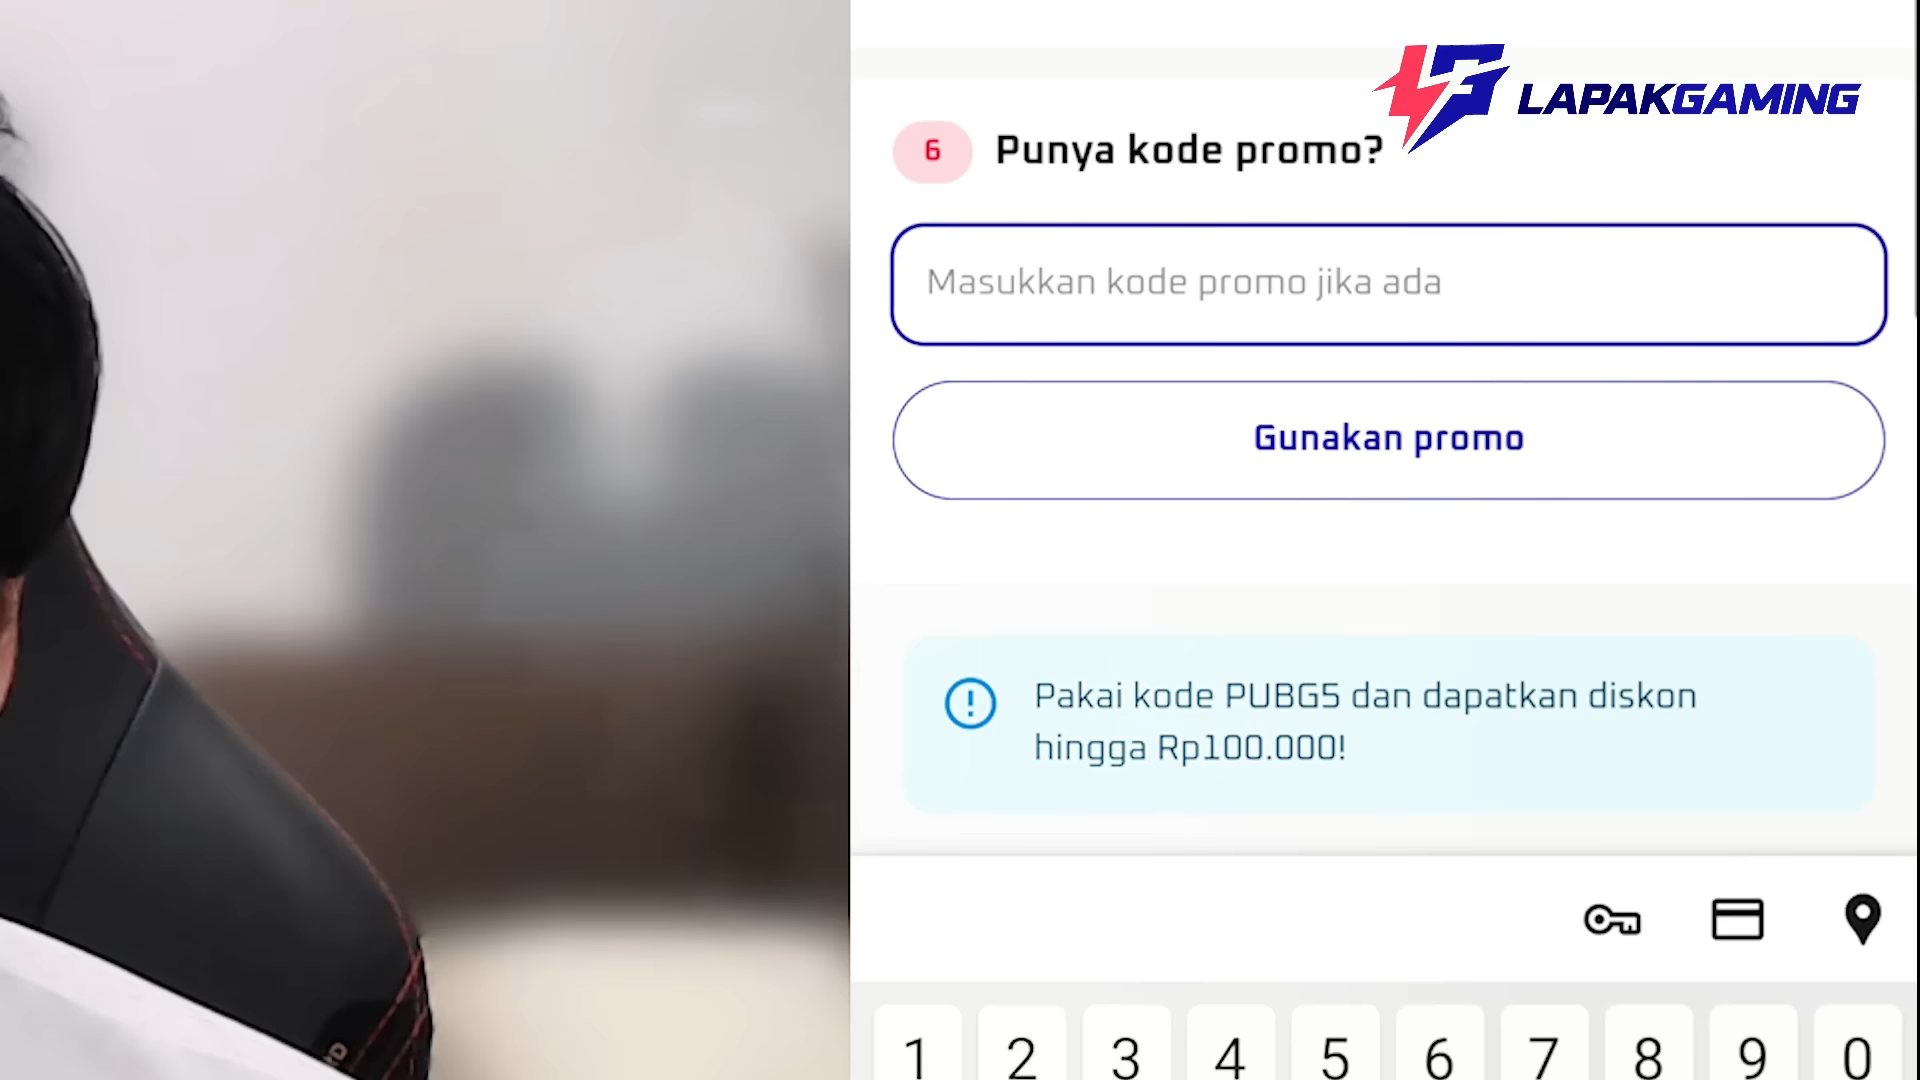 LAPAKGAMING
6 Punya kode promo?
Masukkan kode promo jika ada
Gunakan promo
Pakai kode PUBG5 dan dapatkan diskon
hingga Rp100.000!
1 2 3 4 5 6 7 8 9 0